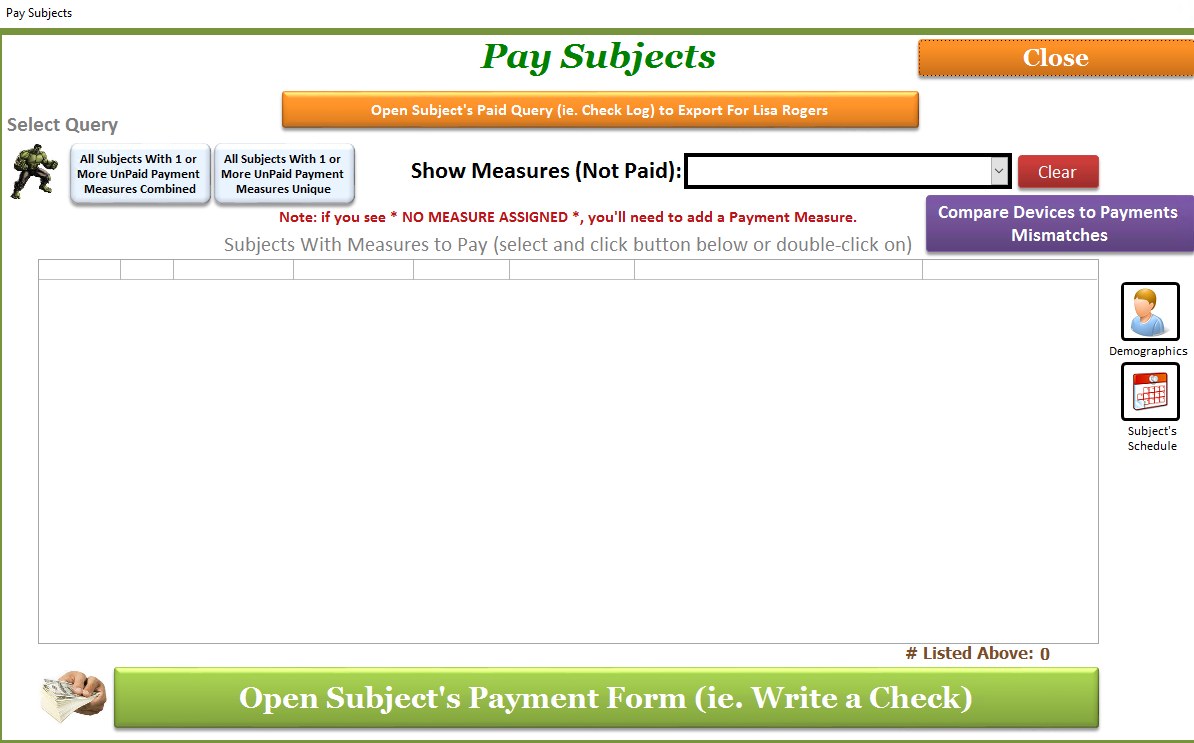 Pay Subjects
Pay Subjects
Close
Open Subject's Paid Query (ie. Check Log) to Export For Lisa Rogers
Select Query
All Subjects With 1 or
More UnPaid Payment
Measures Combined
All Subjects With 1 or
More UnPaid Payment
Measures Unique
Show Measures (Not Paid):
Clear
Note: if you see * NO MEASURE ASSIGNED *, you'll need to add a Payment Measure.
Compare Devices to Payments
Mismatches
Subjects With Measures to Pay (select and click button below or double-click on)
Demographics
Subject's
Schedule
# Listed Above: 0
Open Subject's Payment Form (ie. Write a Check)